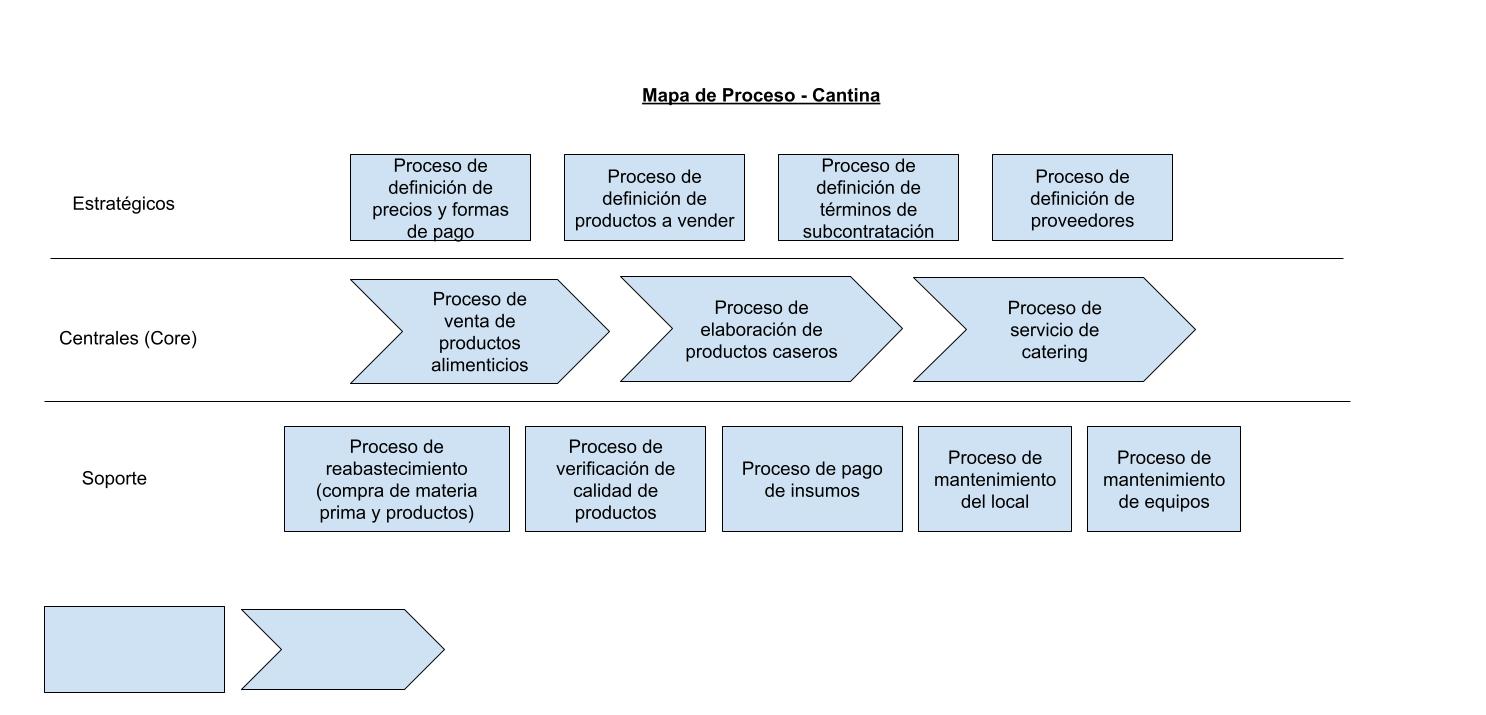 Mapa de Proceso - Cantina
Estratégicos
Proceso de
definición de
precios y formas
de pago
Proceso de
definición de
productos a vender
Proceso de
definición de
términos de
subcontratación
Proceso de
definición de
proveedores
Centrales (Core)
Proceso de
venta de
productos
alimenticios
Proceso de
elaboración de
productos caseros
Proceso de
servicio de
catering
Soporte
Proceso de
reabastecimiento
(compra de materia
prima y productos)
Proceso de
verificación de
calidad de
productos
Proceso de pago
de insumos
Proceso de
mantenimiento
del local
Proceso de
mantenimiento
de equipos